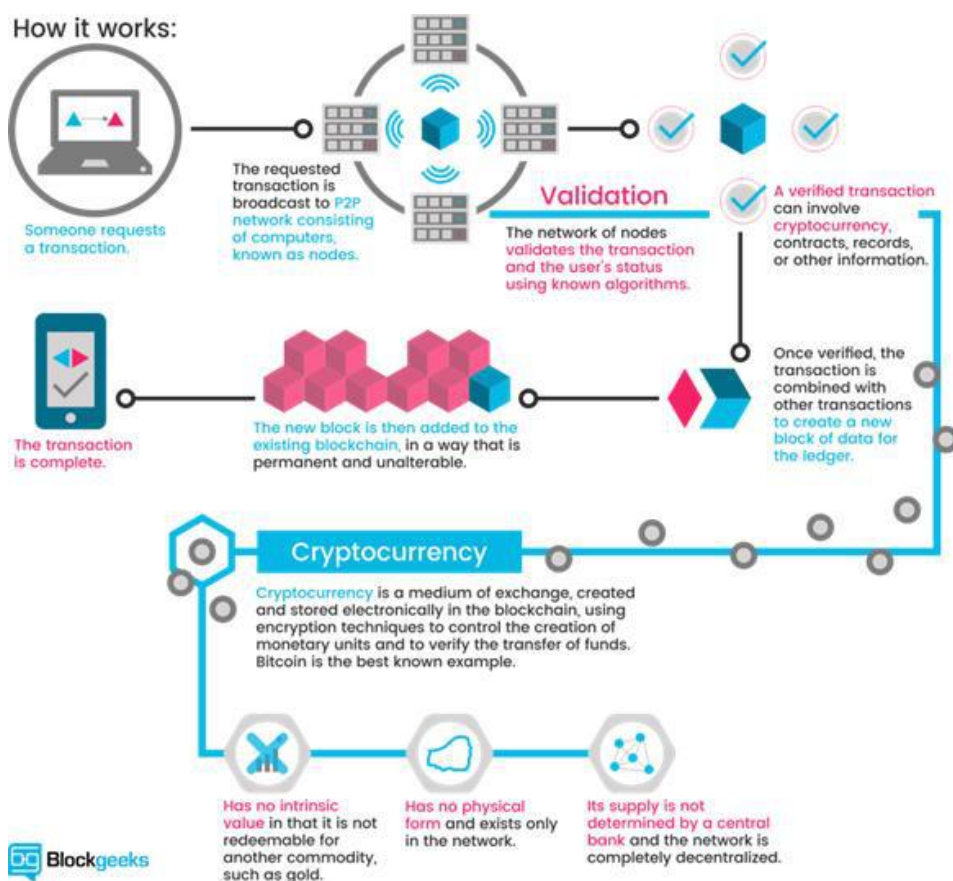 How it works:
Someone requests
a transaction.
The requested
transaction is
broadcast to P2P
network consisting
of computers,
known as nodes.
Validation
The network of nodes
validates the transaction
and the user's status
using known algorithms.
A verified transaction
can involve
cryptocurrency,
contracts, records,
or other information.
Once verified, the
transaction is
combined with
other transactions
to create a new
block of data for
the ledger.
The new block is then added to the
existing blockchain, in a way that is
permanent and unalterable.
The transaction
is complete.
Cryptocurrency
Cryptocurrency is a medium of exchange, created
and stored electronically in the blockchain, using
encryption techniques to control the creation of
monetary units and to verify the transfer of funds.
Bitcoin is the best known example.
Has no intrinsic
value in that it is not
redeemable for
another commodity,
such as gold.
Has no physical
form and exists only
in the network.
Its supply is not
determined by a central
bank and the network is
completely decentralized.
bg Blockgeeks